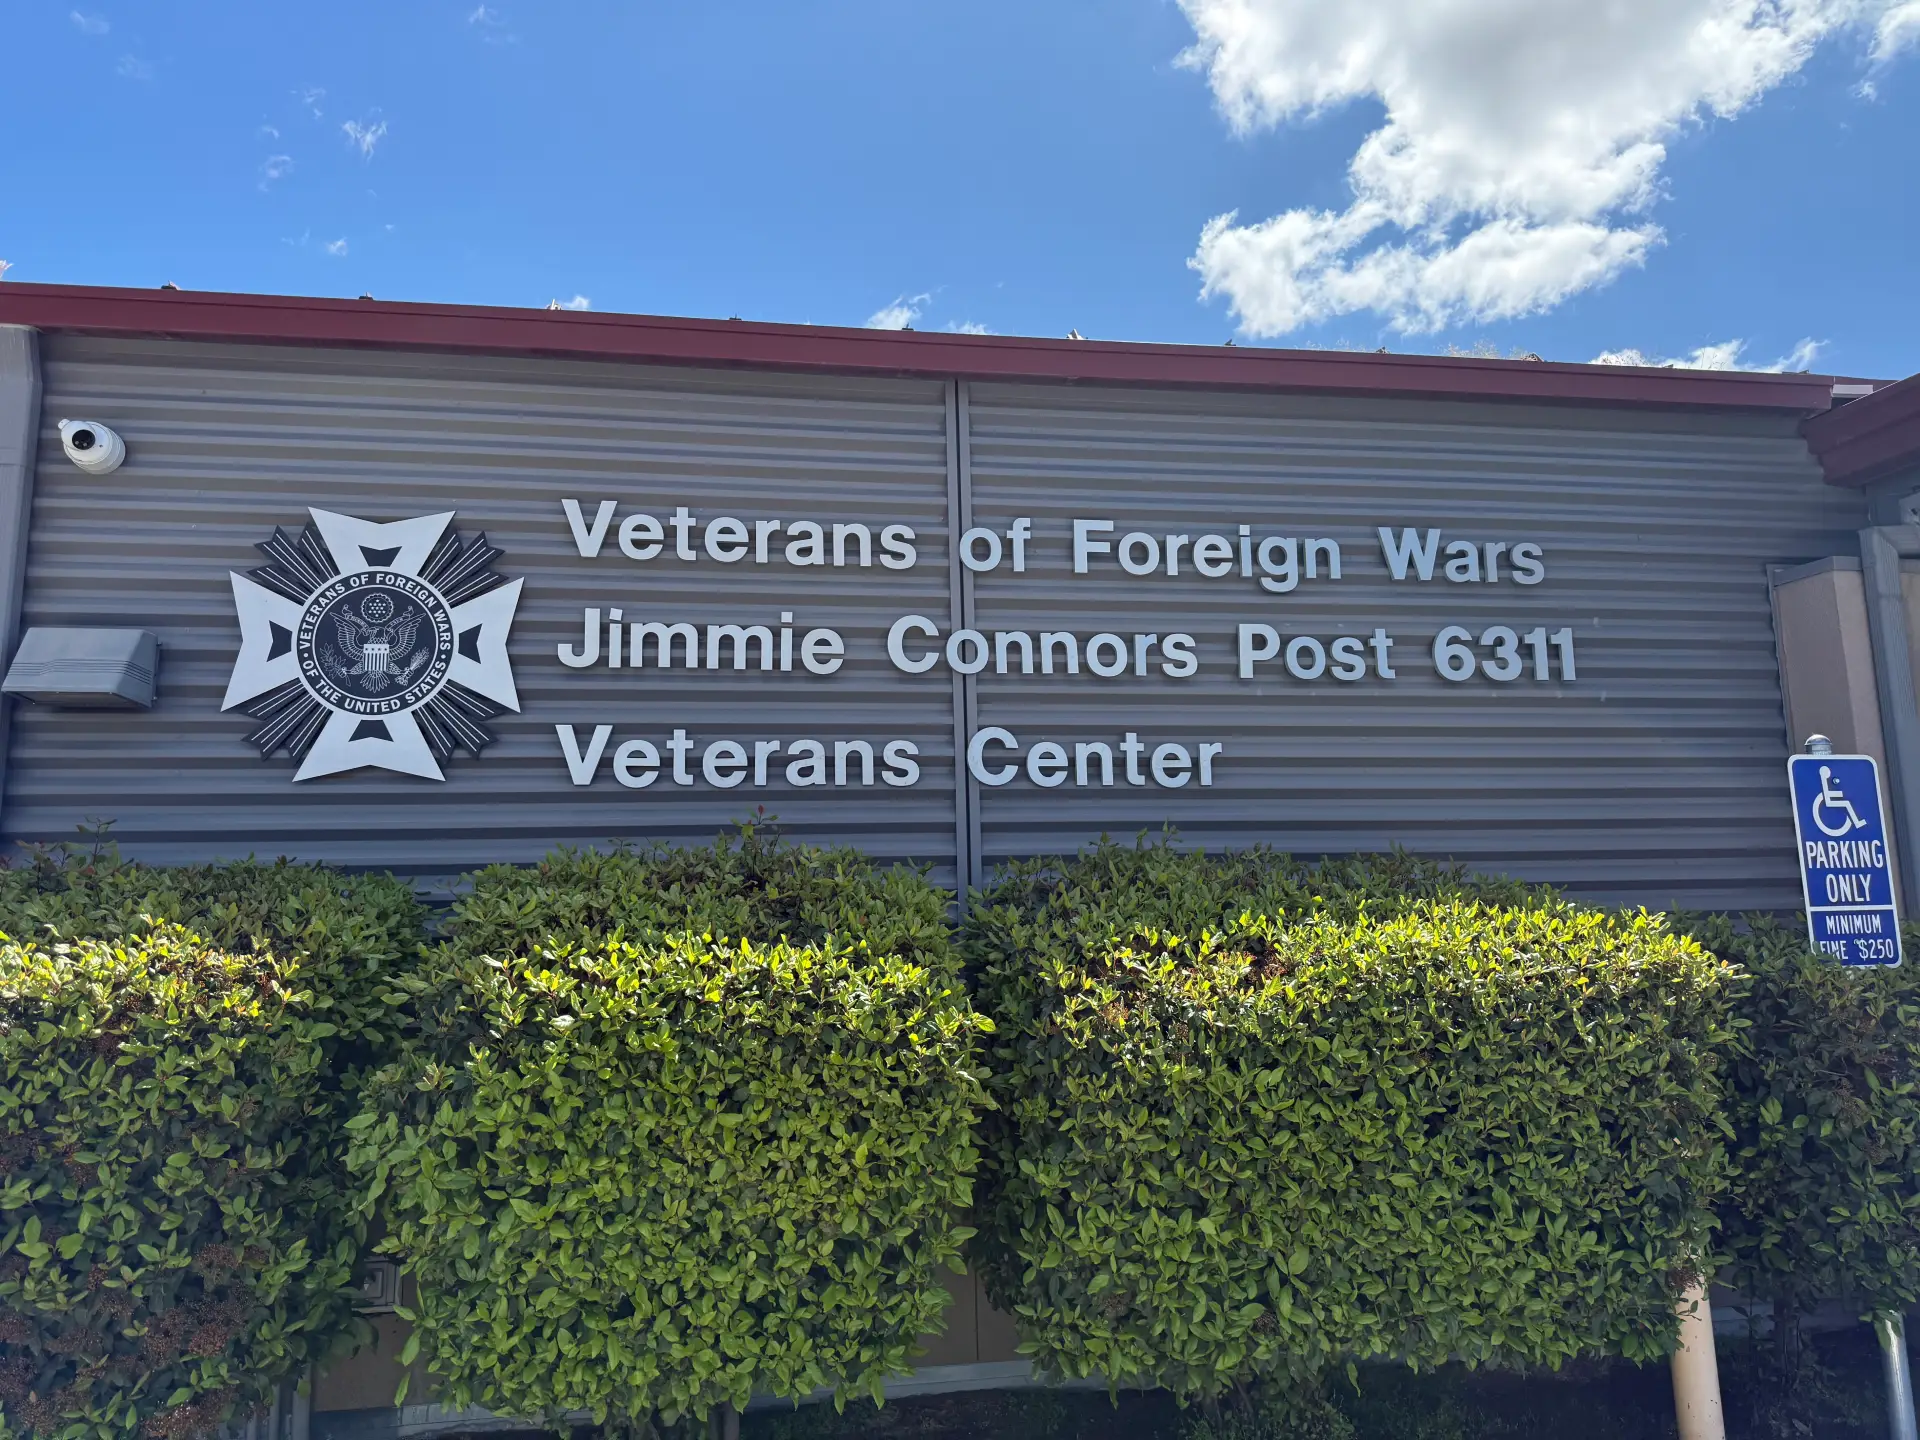 Veterans of Foreign Wars
Jimmie Connors Post 6311
Veterans Center
VETERANS OF FOREIGN WARS
OF THE UNITED STATES
PARKING
ONLY
MINIMUM
FINE $250